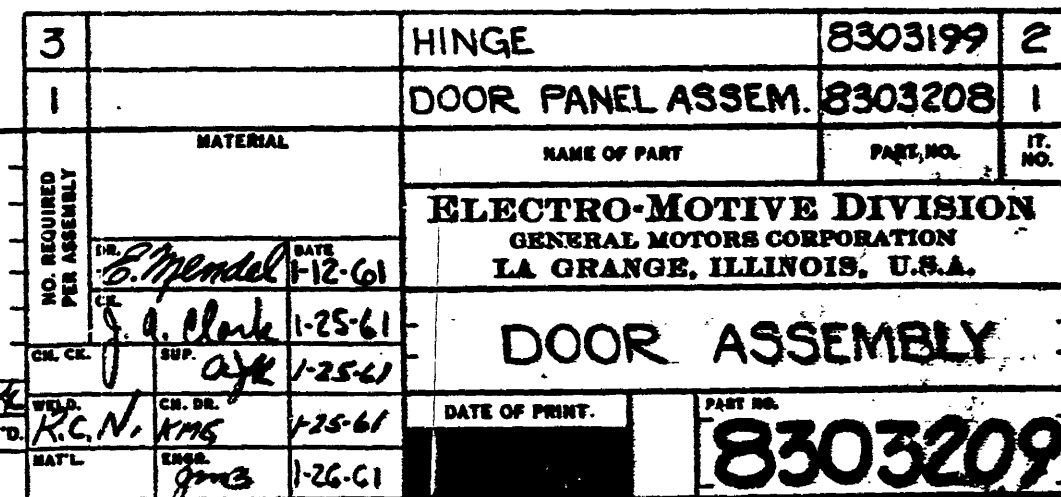 3 HINGE 8303199 2
1 DOOR PANEL ASSEM. 8303208 1
MATERIAL NAME OF PART PART NO. IT. NO.
NO. REQUIRED PER ASSEMBLY
ELECTRO-MOTIVE DIVISION
GENERAL MOTORS CORPORATION
LA GRANGE, ILLINOIS, U.S.A.
DR. E. Mendel DATE 1-12-61
CK. J. A. Clark 1-25-61
DOOR ASSEMBLY
CH. CK. SUP. 1-25-61
WELD. R.C.N. CH. DR. KMG 1-25-61
DATE OF PRINT. PART NO.
8303209
MAT'L. ENGR. 1-26-61